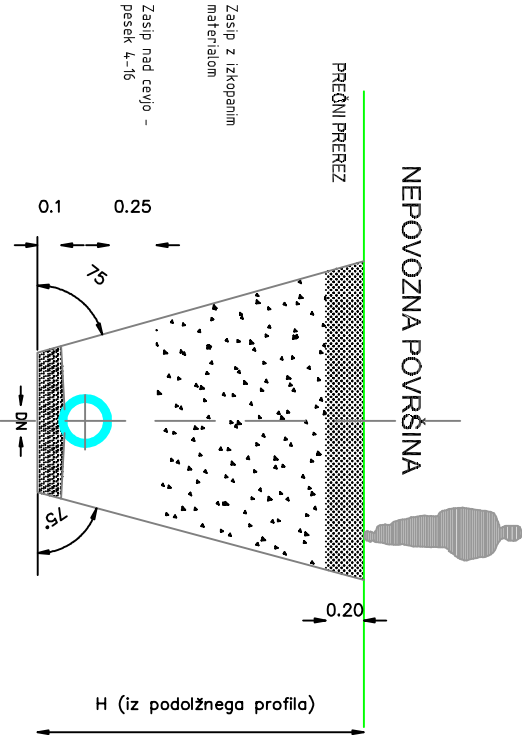 NEPOVOZNA POVRŠINA
PREČNI PREREZ
Zasip z izkopanim
materialom
Zasip nad cevjo -
pesek 4-16
0.1
0.25
75
75°
DN
0.20
H (iz podolžnega profila)